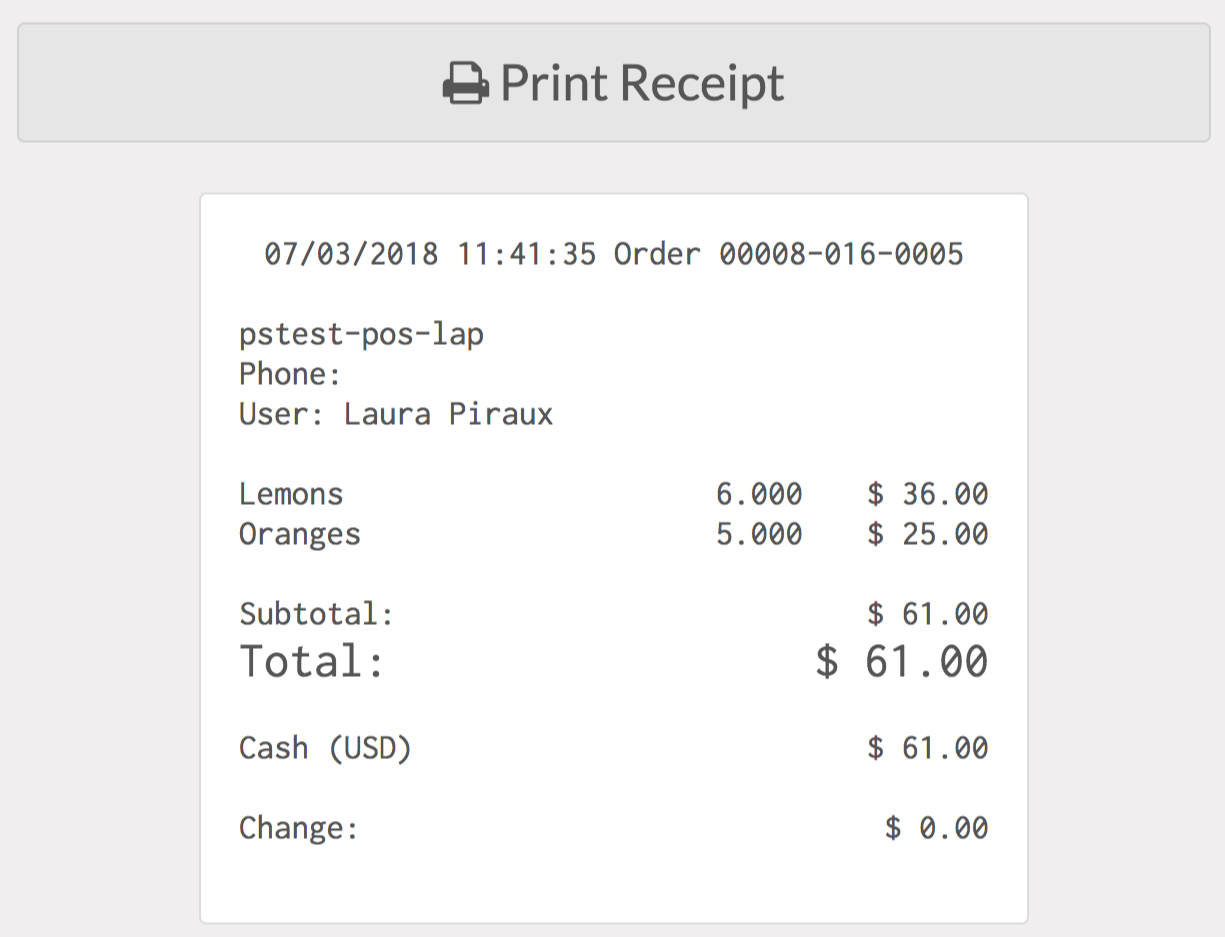 Print Receipt
07/03/2018 11:41:35 Order 00008-016-0005
pstest-pos-lap
Phone:
User: Laura Piraux
Lemons 6.000 $ 36.00
Oranges 5.000 $ 25.00
Subtotal: $ 61.00
Total: $ 61.00
Cash (USD) $ 61.00
Change: $ 0.00